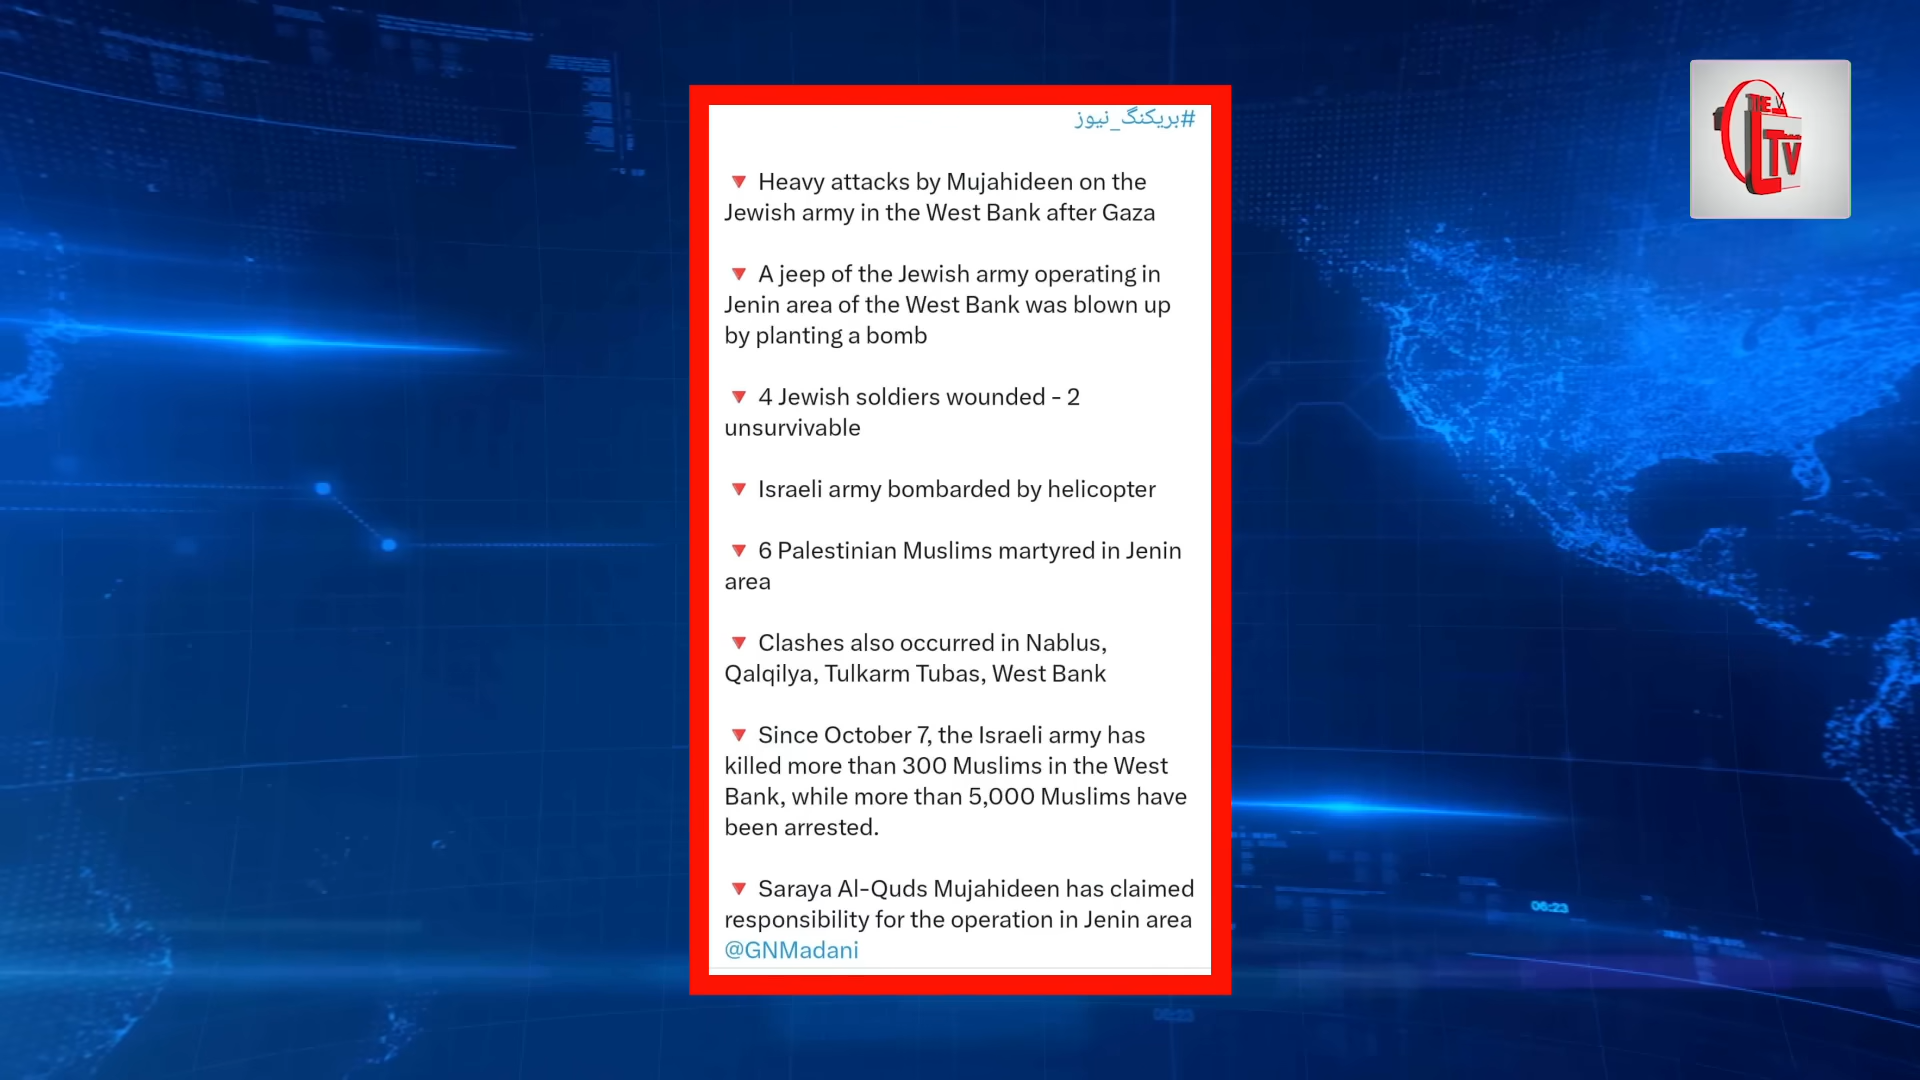 #بریکنگ_نیوز
THE
TV
🔻 Heavy attacks by Mujahideen on the
Jewish army in the West Bank after Gaza
🔻 A jeep of the Jewish army operating in
Jenin area of the West Bank was blown up
by planting a bomb
🔻 4 Jewish soldiers wounded - 2
unsurvivable
🔻 Israeli army bombarded by helicopter
🔻 6 Palestinian Muslims martyred in Jenin
area
🔻 Clashes also occurred in Nablus,
Qalqilya, Tulkarm Tubas, West Bank
🔻 Since October 7, the Israeli army has
killed more than 300 Muslims in the West
Bank, while more than 5,000 Muslims have
been arrested.
🔻 Saraya Al-Quds Mujahideen has claimed
responsibility for the operation in Jenin area
@GNMadani
06:23